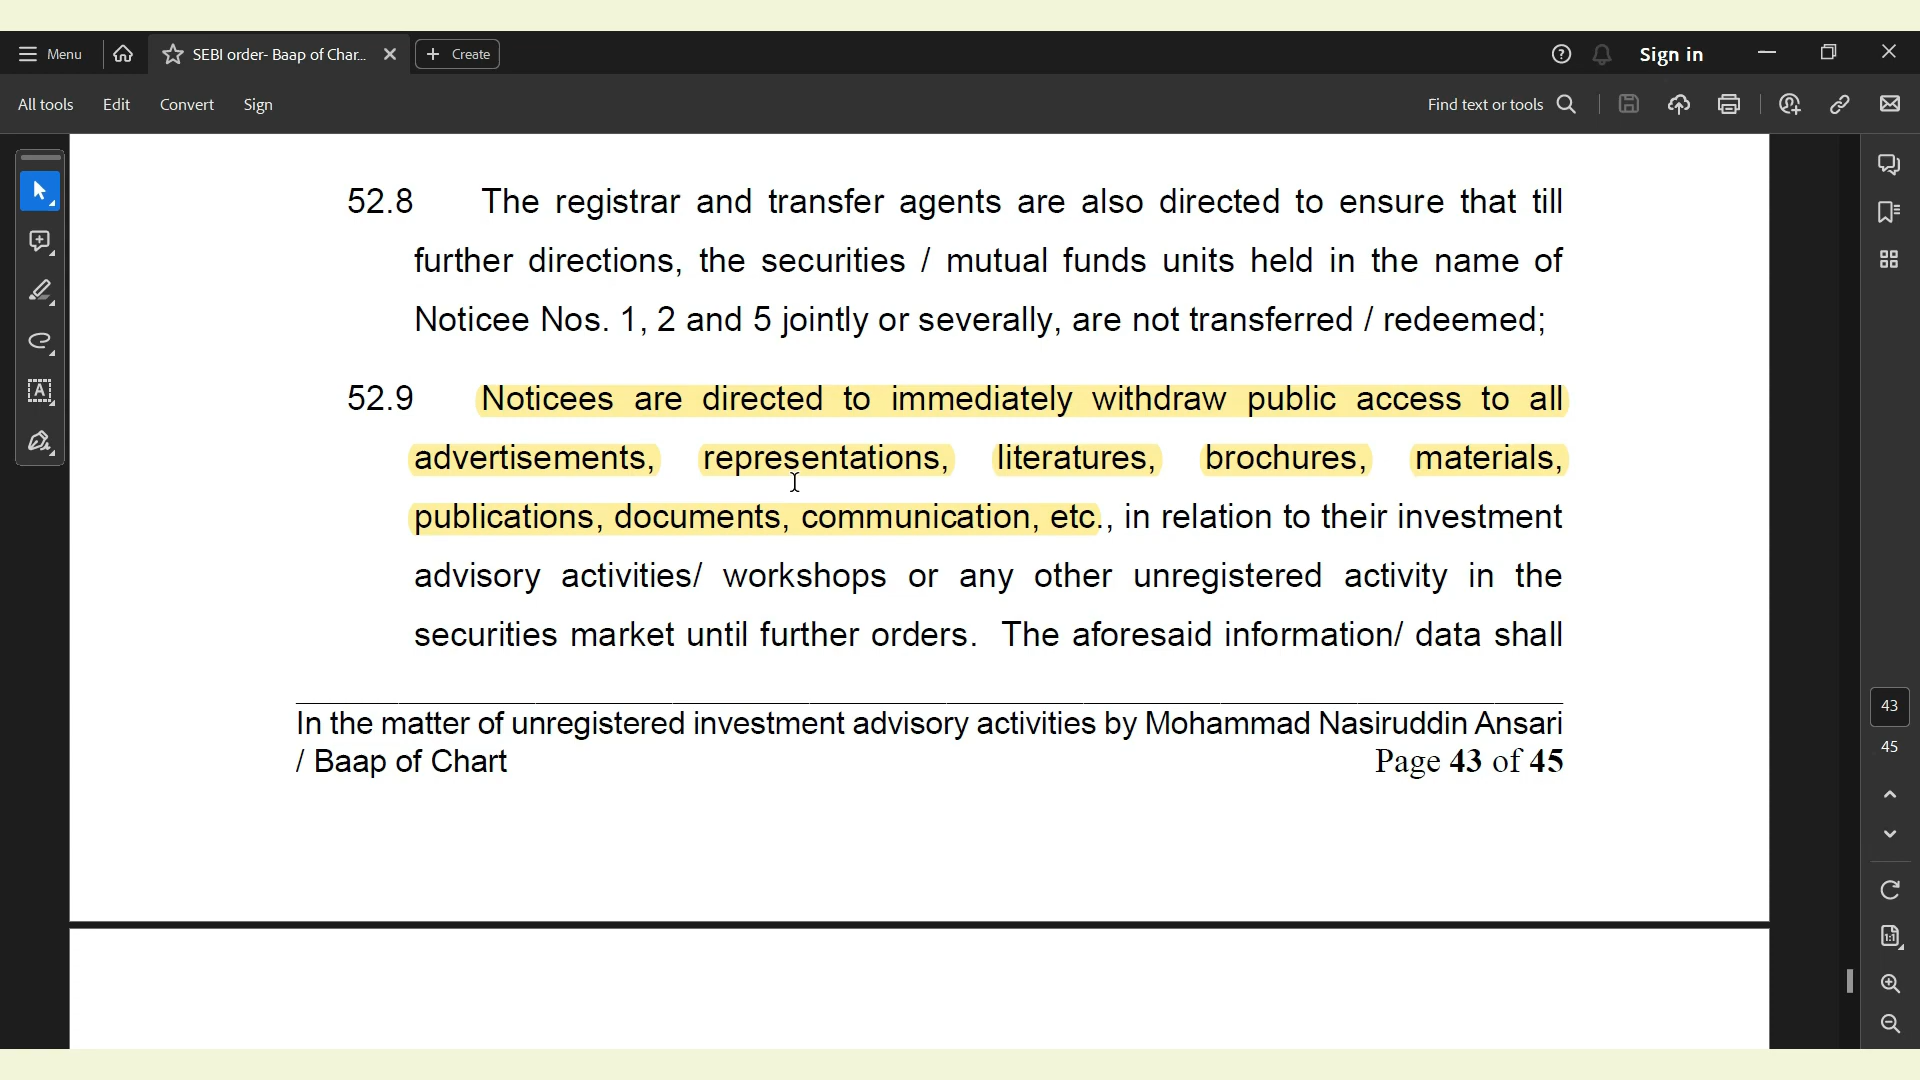 Menu
SEBI order- Baap of Char...
Create
Sign in
All tools
Edit
Convert
Sign
Find text or tools
52.8 The registrar and transfer agents are also directed to ensure that till
further directions, the securities / mutual funds units held in the name of
Noticee Nos. 1, 2 and 5 jointly or severally, are not transferred / redeemed;
52.9 Noticees are directed to immediately withdraw public access to all
advertisements, representations, literatures, brochures, materials,
publications, documents, communication, etc., in relation to their investment
advisory activities/ workshops or any other unregistered activity in the
securities market until further orders. The aforesaid information/ data shall
In the matter of unregistered investment advisory activities by Mohammad Nasiruddin Ansari
/ Baap of Chart
Page 43 of 45
43
45